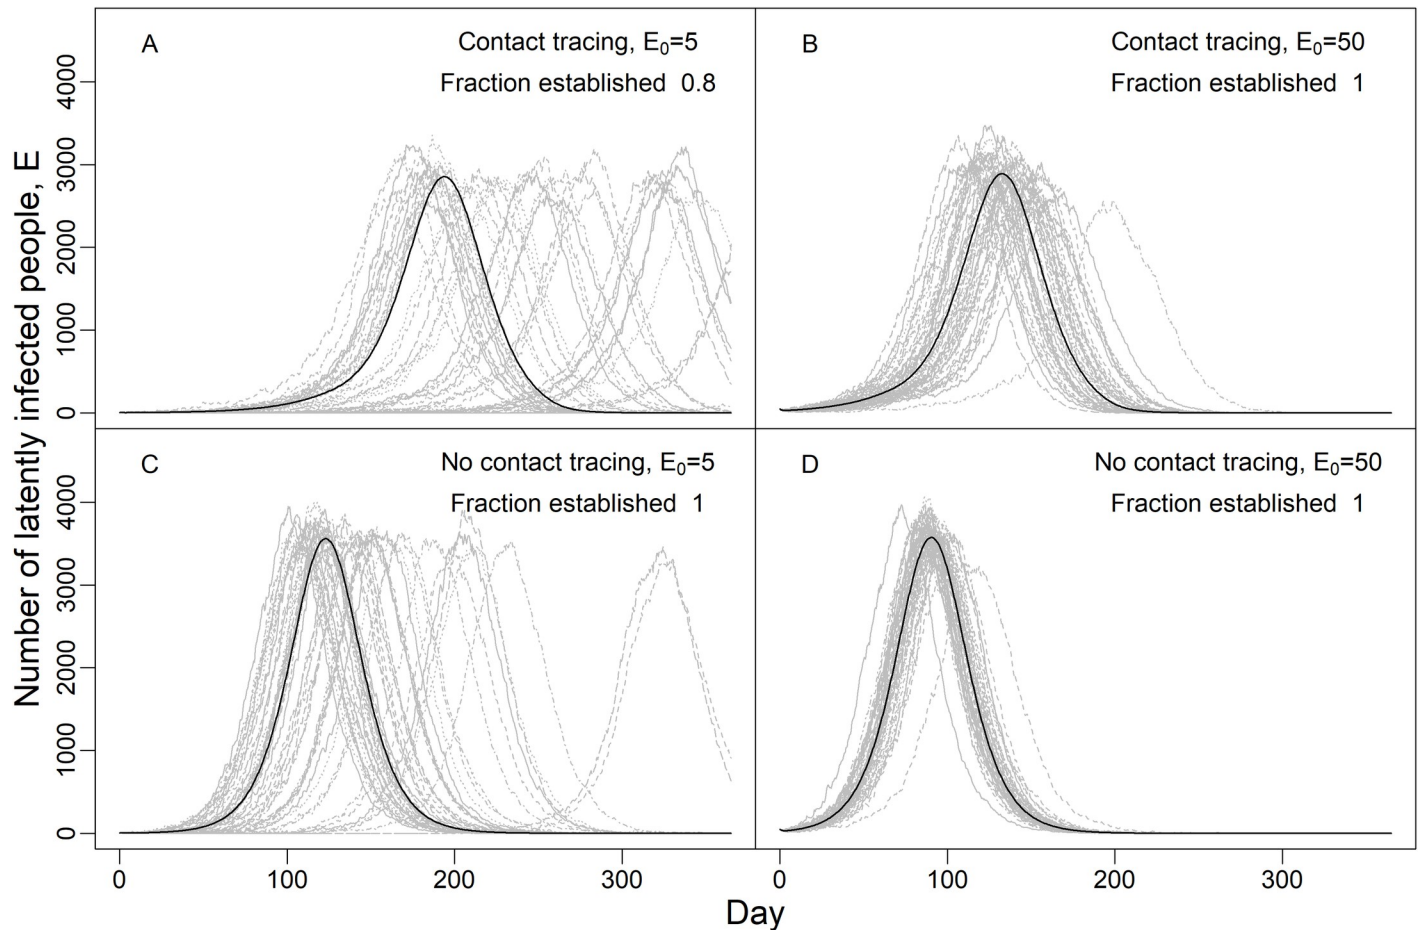 A
Contact tracing, E₀=5
Fraction established 0.8
B
Contact tracing, E₀=50
Fraction established 1
C
No contact tracing, E₀=5
Fraction established 1
D
No contact tracing, E₀=50
Fraction established 1
Number of latently infected people, E
4000
3000
2000
1000
0
4000
3000
2000
1000
0
0 100 200 300
0 100 200 300
Day